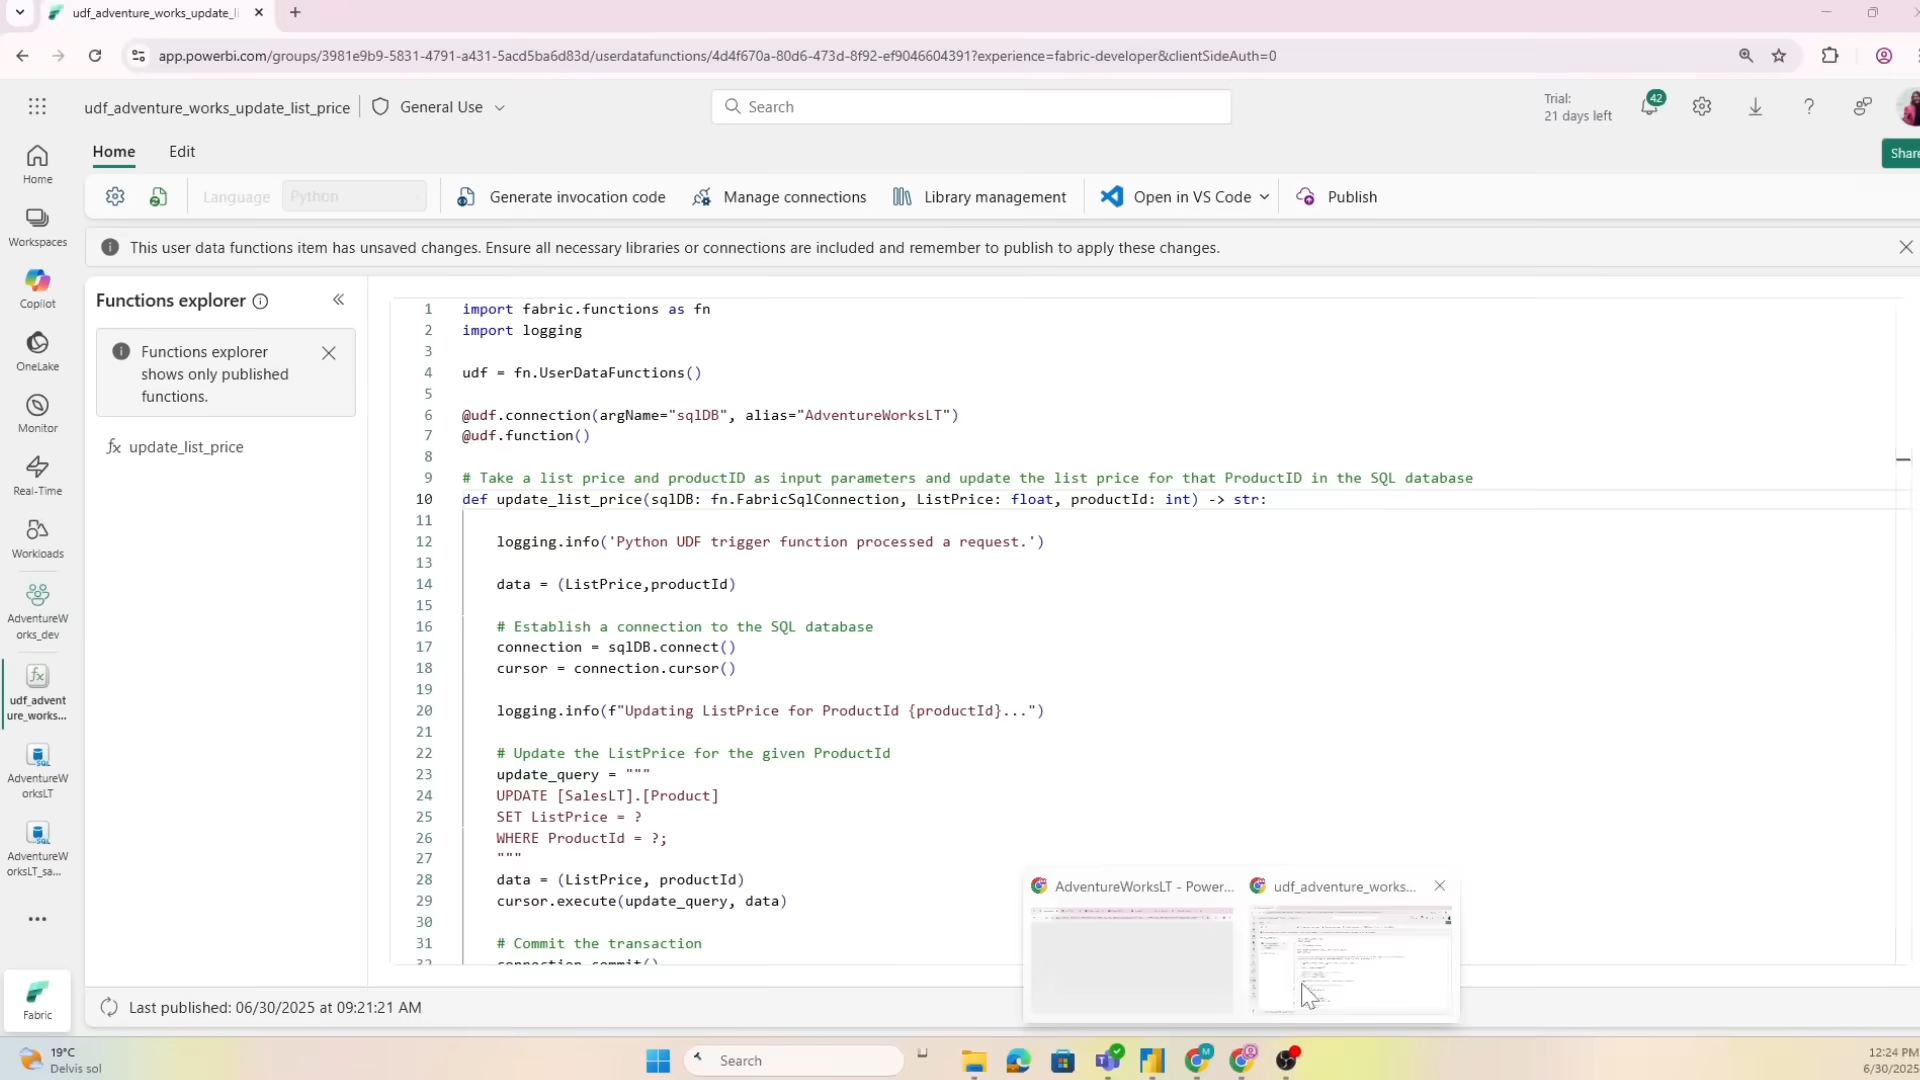 udf_adventure_works_update_li
app.powerbi.com/groups/3981e9b9-5831-4791-a431-5acd5ba6d83d/userdatafunctions/4d4f670a-80d6-473d-8f92-ef9046604391?experience=fabric-developer&clientSideAuth=0
udf_adventure_works_update_list_price
General Use
Search
Trial:
21 days left
42
Home
Edit
Share
Language
Python
Generate invocation code
Manage connections
Library management
Open in VS Code
Publish
This user data functions item has unsaved changes. Ensure all necessary libraries or connections are included and remember to publish to apply these changes.
Home
Workspaces
Copilot
OneLake
Monitor
Real-Time
Workloads
AdventureW
orks_dev
udf_advent
ure_works...
AdventureW
orksLT
AdventureW
orksLT_sa...
Fabric
Functions explorer
Functions explorer
shows only published
functions.
fx update_list_price
1 import fabric.functions as fn
2 import logging
3
4 udf = fn.UserDataFunctions()
5
6 @udf.connection(argName="sqlDB", alias="AdventureWorksLT")
7 @udf.function()
8
9 # Take a list price and productID as input parameters and update the list price for that ProductID in the SQL database
10 def update_list_price(sqlDB: fn.FabricSqlConnection, ListPrice: float, productId: int) -> str:
11
12 logging.info('Python UDF trigger function processed a request.')
13
14 data = (ListPrice,productId)
15
16 # Establish a connection to the SQL database
17 connection = sqlDB.connect()
18 cursor = connection.cursor()
19
20 logging.info(f"Updating ListPrice for ProductId {productId}...")
21
22 # Update the ListPrice for the given ProductId
23 update_query = """
24 UPDATE [SalesLT].[Product]
25 SET ListPrice = ?
26 WHERE ProductId = ?;
27 """
28 data = (ListPrice, productId)
29 cursor.execute(update_query, data)
30
31 # Commit the transaction
32 connection.commit()
AdventureWorksLT - Power...
udf_adventure_works...
Last published: 06/30/2025 at 09:21:21 AM
19°C
Delvis sol
Search
12:24 PM
6/30/2025